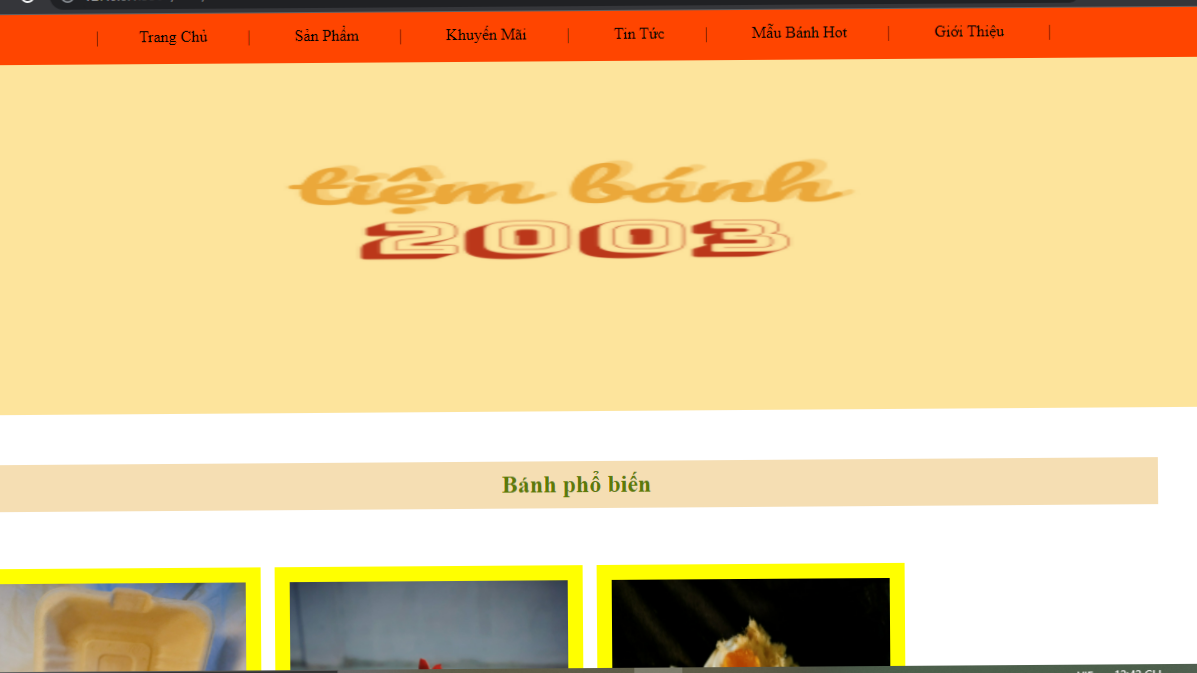 | Trang Chủ | Sản Phẩm | Khuyến Mãi | Tin Tức | Mẫu Bánh Hot | Giới Thiệu |
tiệm bánh
2003
Bánh phổ biến